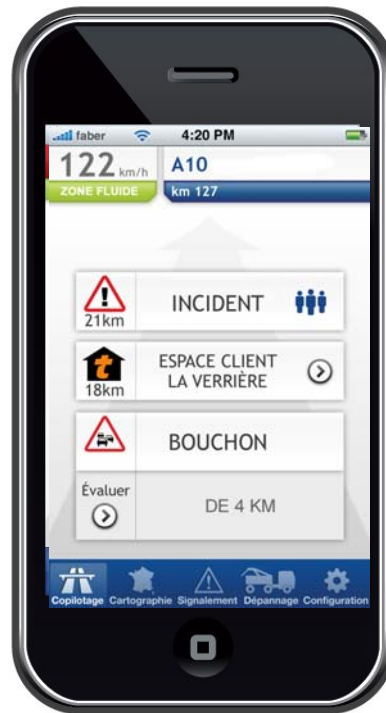 faber 4:20 PM
122 km/h A10
ZONE FLUIDE km 127
INCIDENT
21km
t
ESPACE CLIENT
LA VERRIÈRE
18km
BOUCHON
Évaluer
DE 4 KM
Copilotage Cartographie Signalement Dépannage Configuration